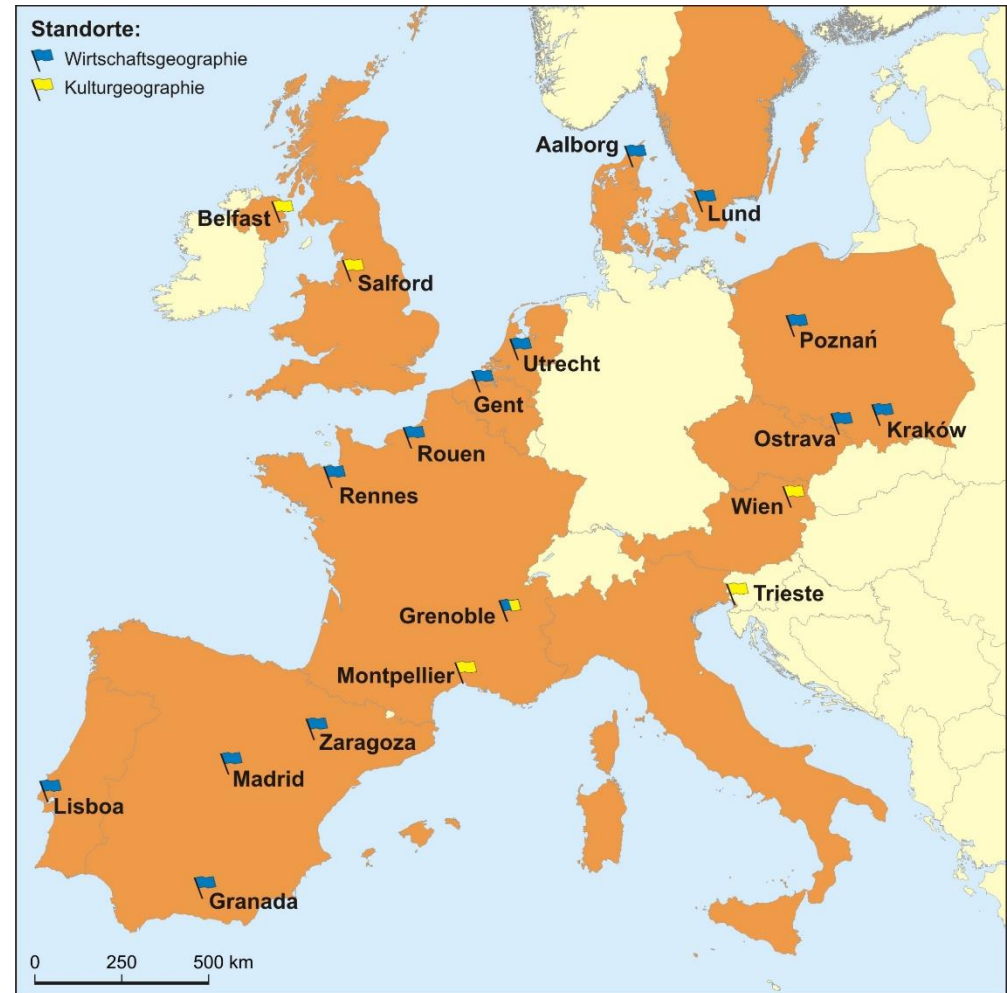 Standorte:
Wirtschaftsgeographie
Kulturgeographie
Aalborg
Lund
Belfast
Salford
Poznań
Utrecht
Gent
Ostrava
Kraków
Rouen
Rennes
Wien
Trieste
Grenoble
Montpellier
Zaragoza
Madrid
Lisboa
Granada
0 250 500 km